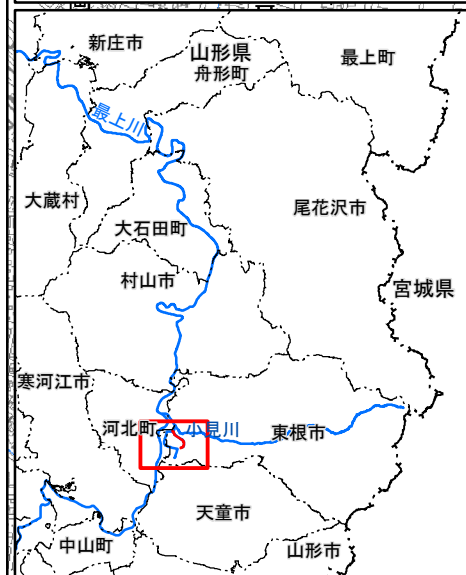 新庄市
山形県
舟形町
最上町
最上川
大蔵村
尾花沢市
大石田町
村山市
宮城県
寒河江市
河北町
小見川
東根市
天童市
中山町
山形市